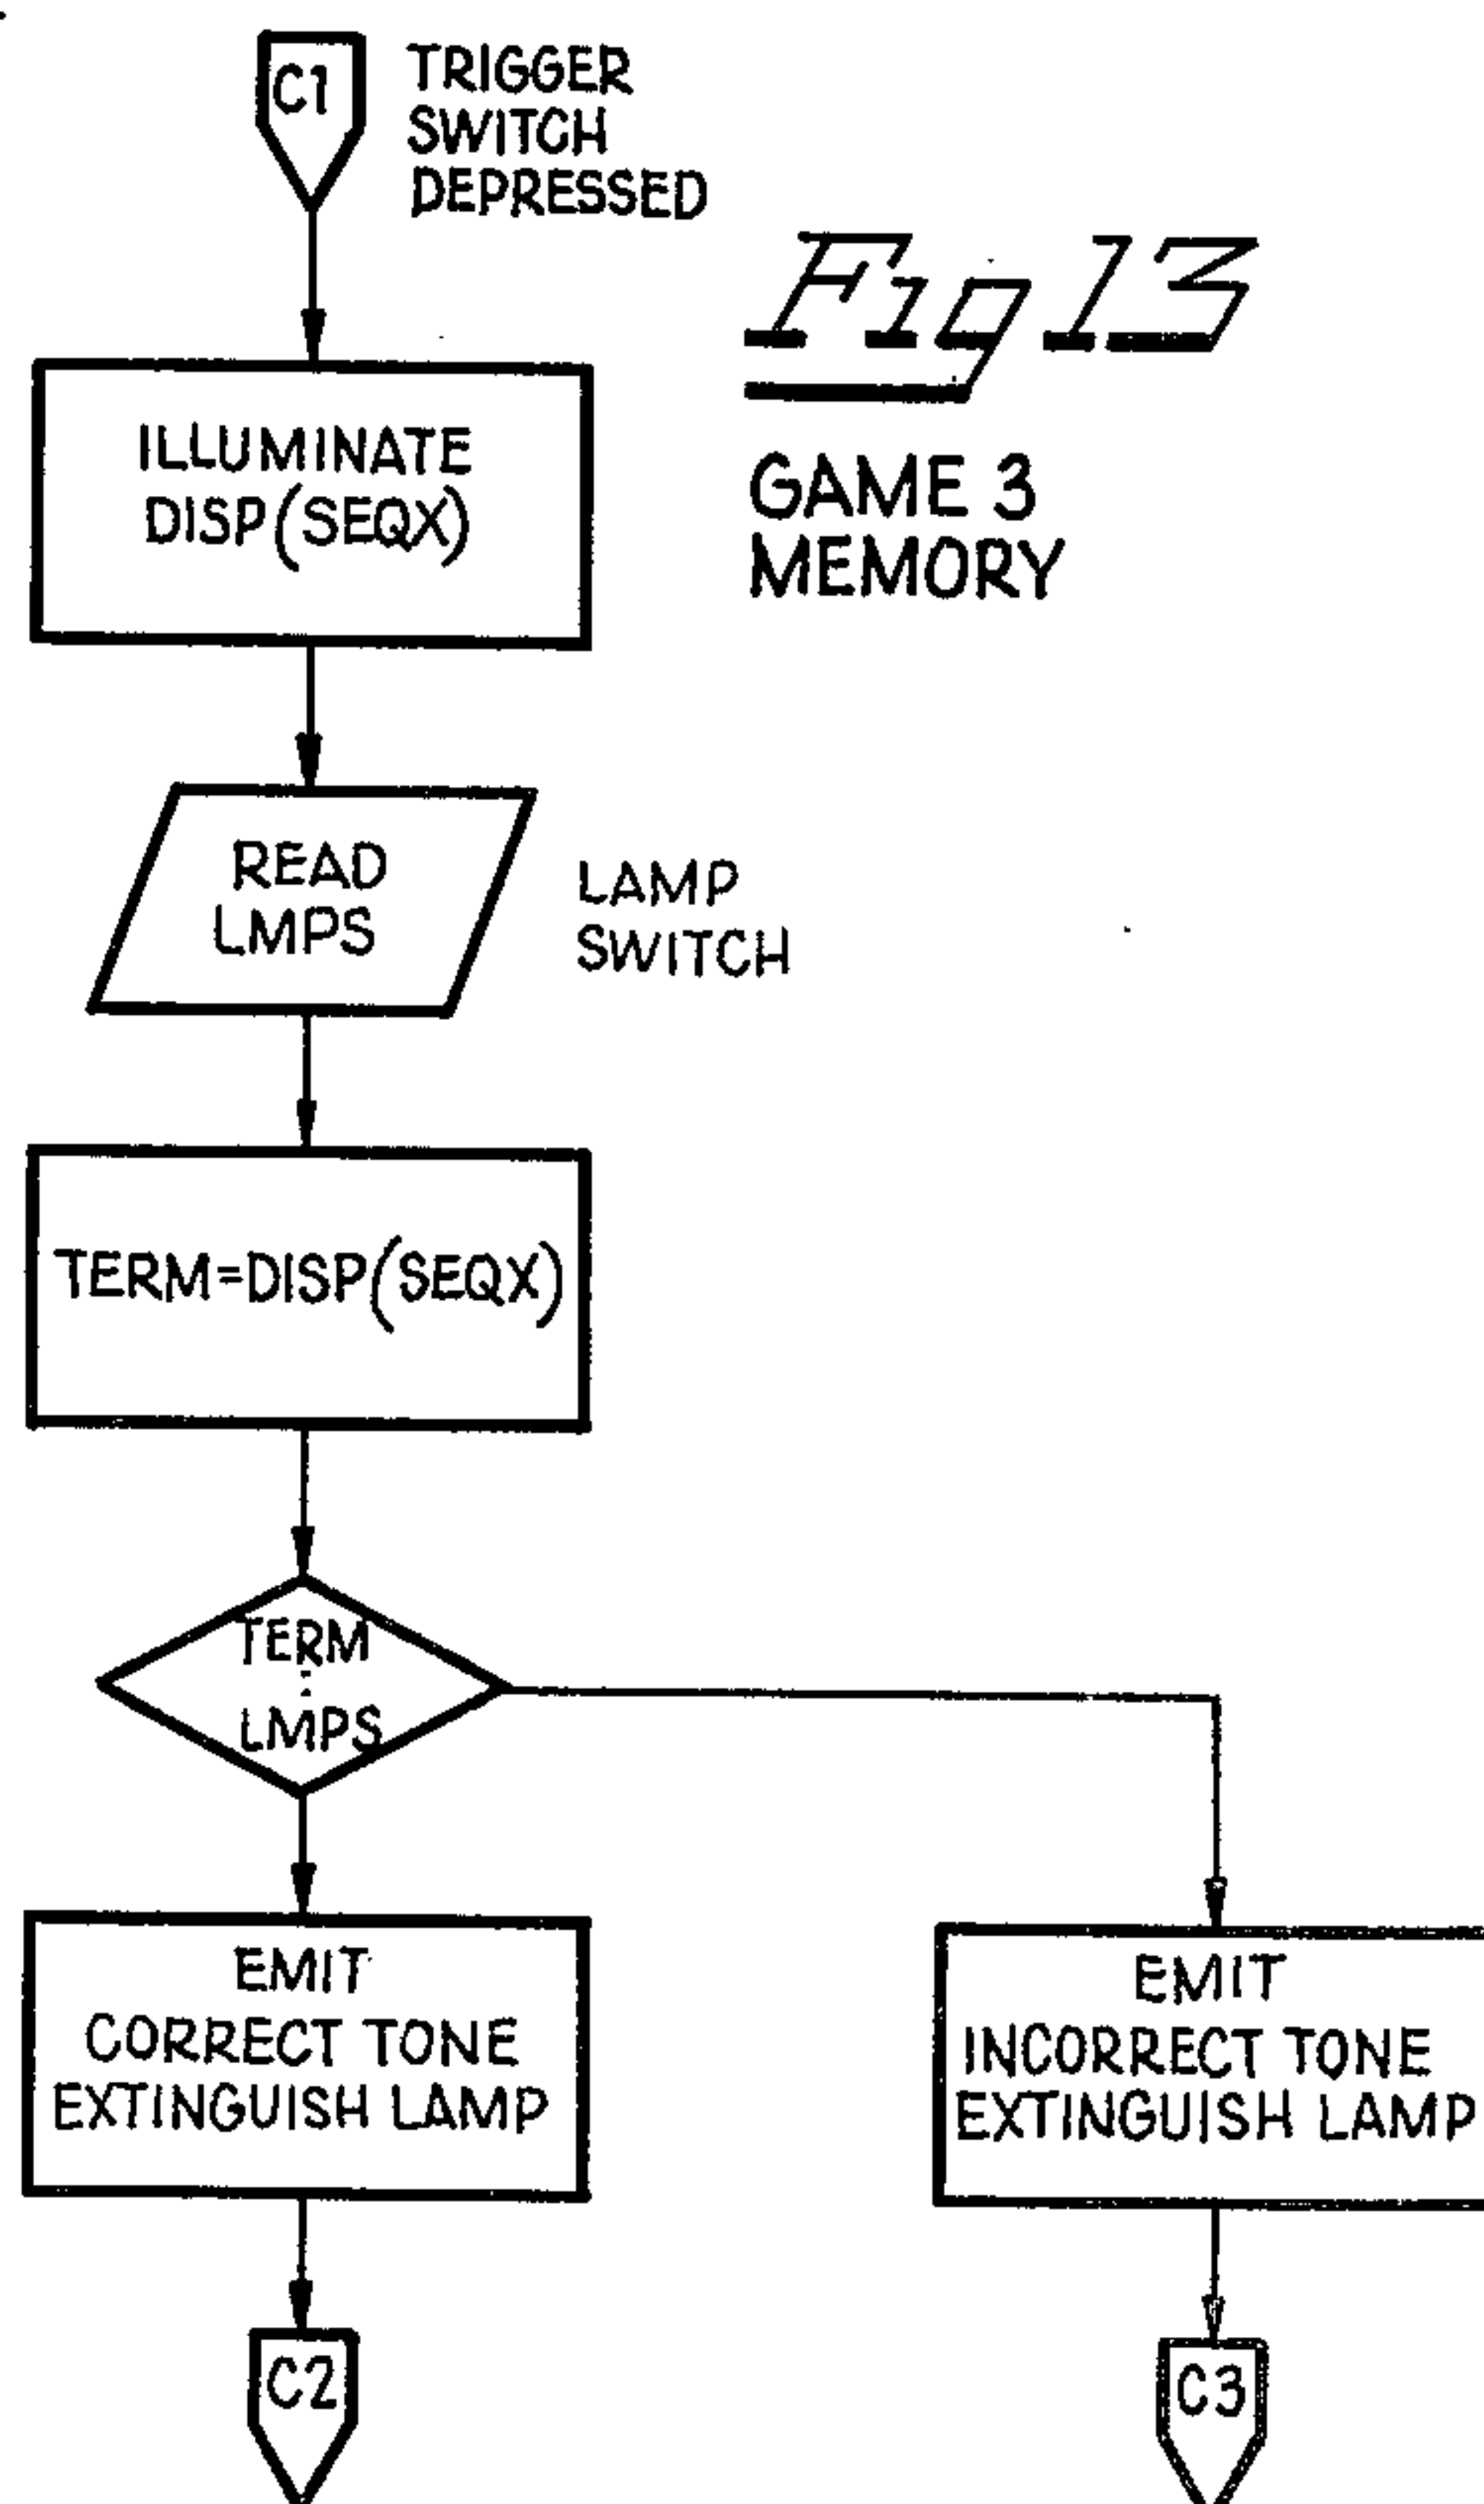 C1
TRIGGER
SWITCH
DEPRESSED
Fig 13
GAME 3
MEMORY
ILLUMINATE
DISP(SEQX)
READ
LMPS
LAMP
SWITCH
TERM=DISP(SEQX)
TERM
:
LMPS
EMIT
CORRECT TONE
EXTINGUISH LAMP
EMIT
INCORRECT TONE
EXTINGUISH LAMP
C2
C3